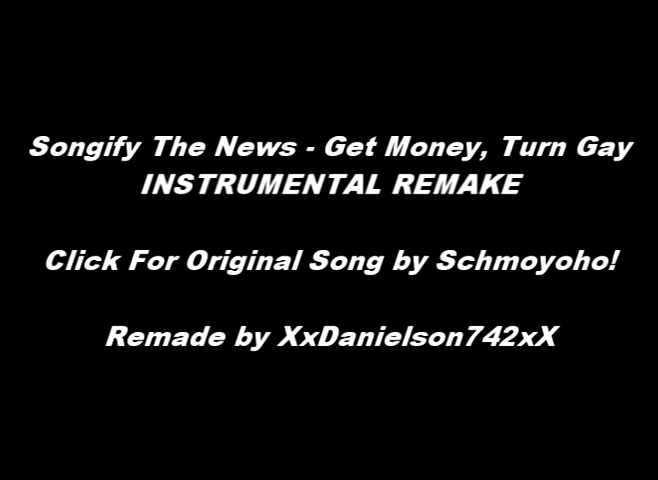 Songify The News - Get Money, Turn Gay
INSTRUMENTAL REMAKE
Click For Original Song by Schmoyoho!
Remade by XxDanielson742xX